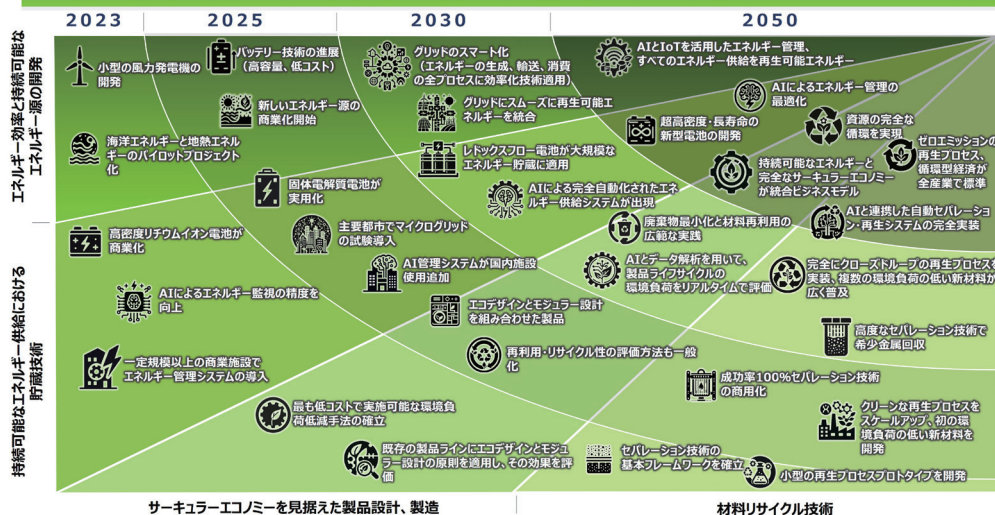 2023
2025
2030
2050
エネルギー効率と持続可能な
エネルギー源の開発
小型の風力発電機の
開発
バッテリー技術の進展
(高容量、低コスト)
グリッドのスマート化
(エネルギーの生成、輸送、消費
の全プロセスに効率化技術適用)
AIとIoTを活用したエネルギー管理、
すべてのエネルギー供給を再生可能エネルギー
新しいエネルギー源の
商業化開始
グリッドにスムーズに再生可能エ
ネルギーを統合
AIによるエネルギー管理の
最適化
超高密度・長寿命の
新型電池の開発
資源の完全な
循環を実現
海洋エネルギーと地熱エネル
ギーのパイロットプロジェクト
化
レドックスフロー電池が大規模な
エネルギー貯蔵に適用
ゼロエミッションの
再生プロセス、
循環型経済が
全産業で標準
持続可能なエネルギーと
完全なサーキュラーエコノミー
が統合ビジネスモデル
固体電解質電池が
実用化
AIによる完全自動化されたエネ
ルギー供給システムが出現
持続可能なエネルギー供給における
貯蔵技術
高密度リチウムイオン電池が
商業化
主要都市でマイクログリッド
の試験導入
廃棄物最小化と材料再利用の
広範な実践
AIと連携した自動セパレーショ
ン・再生システムの完全実装
AI管理システムが国内施設
使用追加
AIとデータ解析を用いて、
製品ライフサイクルの
環境負荷をリアルタイムで評価
完全にクローズドループの再生プロセスを
実装、複数の環境負荷の低い新材料が
広く普及
AIによるエネルギー監視の精度を
向上
エコデザインとモジュラー設計
を組み合わせた製品
高度なセパレーション技術で
希少金属回収
一定規模以上の商業施設で
エネルギー管理システムの導入
再利用・リサイクル性の評価方法も一般
化
成功率100%セパレーション技術
の商用化
最も低コストで実施可能な環境負
荷低減手法の確立
クリーンな再生プロセスを
スケールアップ、初の環
境負荷の低い新材料を
開発
既存の製品ラインにエコデザインとモジュ
ラー設計の原則を適用し、その効果を評
価
セパレーション技術の
基本フレームワークを確立
小型の再生プロセスプロトタイプを開発
サーキュラーエコノミーを見据えた製品設計、製造
材料リサイクル技術